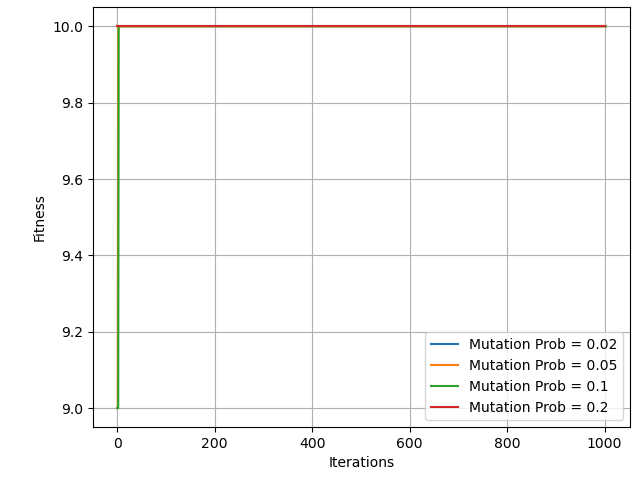 10.0
9.8
9.6
9.4
9.2
9.0
Fitness
0
200
400
600
800
1000
Iterations
Mutation Prob = 0.02
Mutation Prob = 0.05
Mutation Prob = 0.1
Mutation Prob = 0.2